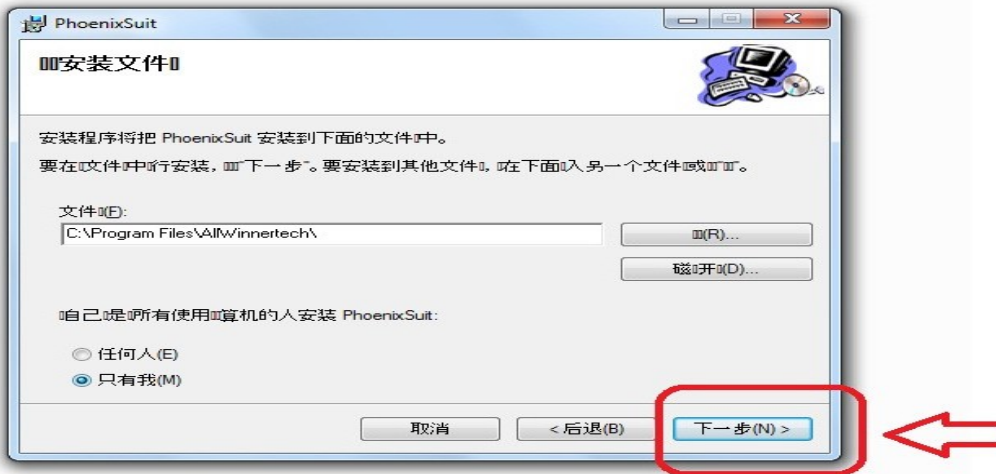 PhoenixSuit
□□安装文件□
安装程序将把 PhoenixSuit 安装到下面的文件□中。
要在□文件□中□行安装，□□"下一步"。要安装到其他文件□，□在下面□入另一个文件□或□□"□□"。
文件□(F):
C:\Program Files\AllWinnertech\
□□(R)...
磁□开□(D)...
□自己□是□所有使用□□算机的人安装 PhoenixSuit:
任何人(E)
只有我(M)
取消
< 后退(B)
下一步(N) >